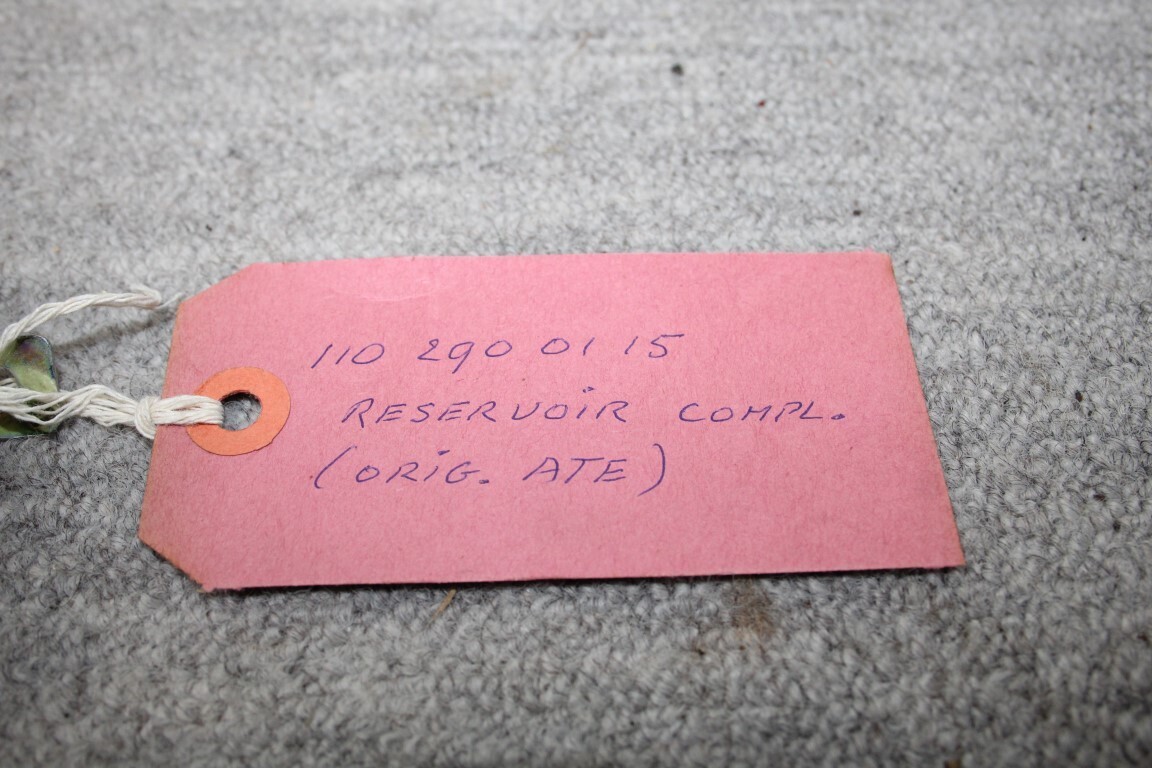 110 290 01 15
RESERVOIR COMPL.
(ORIG. ATE)